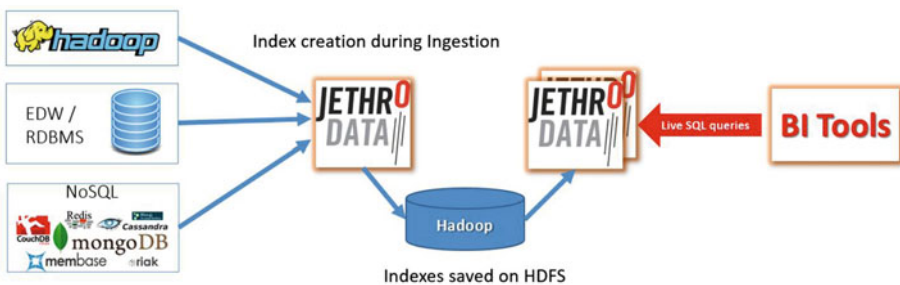 hadoop
Index creation during Ingestion
EDW /
RDBMS
JETHRO
DATA
JETHRO
DATA
Live SQL queries
BI Tools
NoSQL
Redis
CouchDB
Cassandra
mongoDB
membase
riak
Hadoop
Indexes saved on HDFS